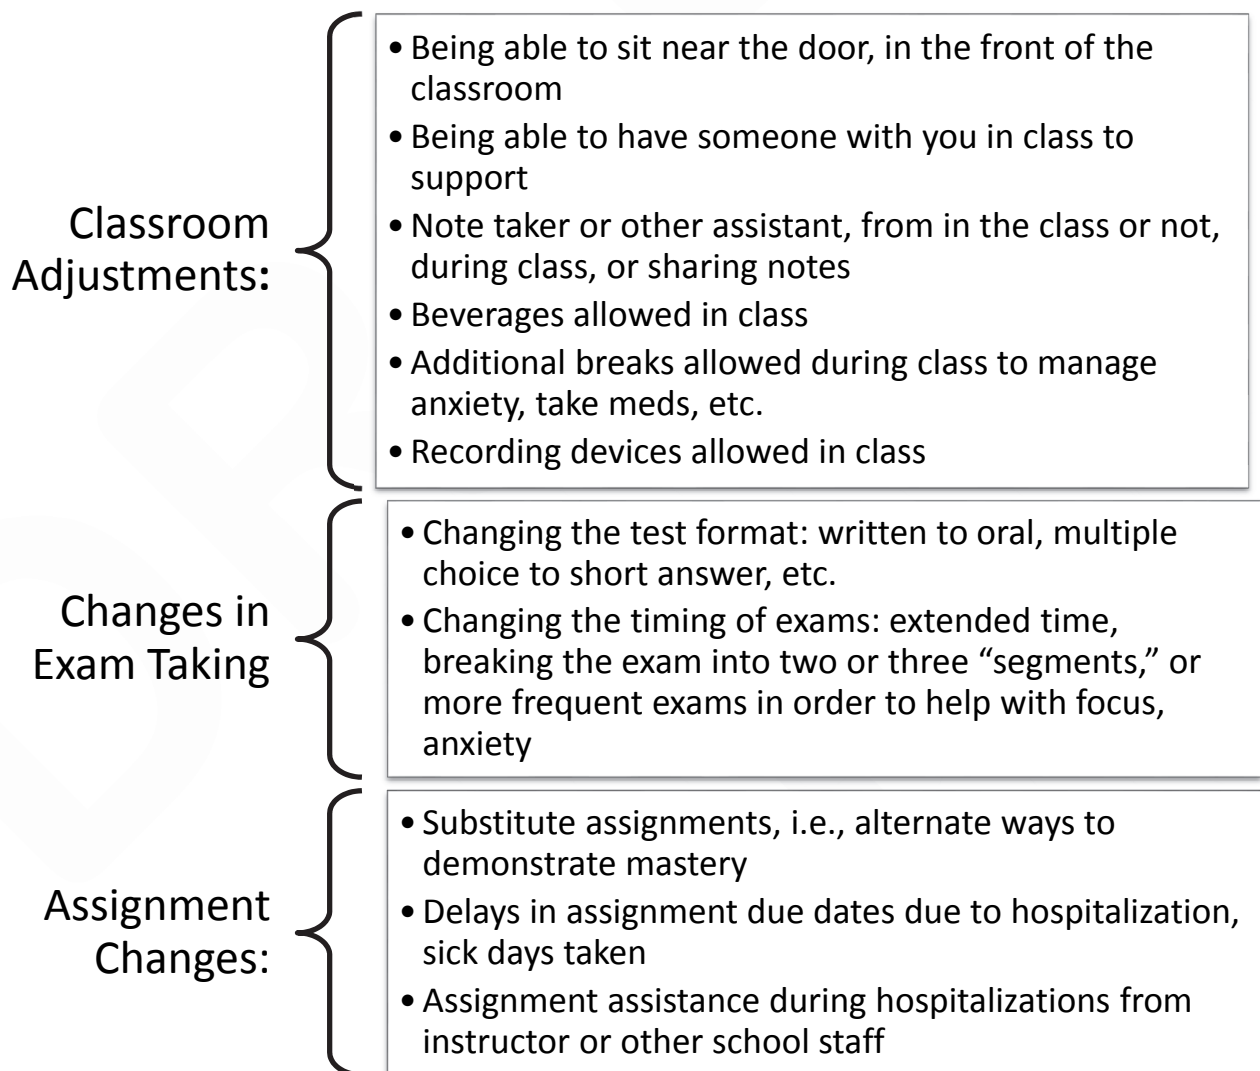 Classroom
Adjustments:
• Being able to sit near the door, in the front of the
classroom
• Being able to have someone with you in class to
support
• Note taker or other assistant, from in the class or not,
during class, or sharing notes
• Beverages allowed in class
• Additional breaks allowed during class to manage
anxiety, take meds, etc.
• Recording devices allowed in class
Changes in
Exam Taking
• Changing the test format: written to oral, multiple
choice to short answer, etc.
• Changing the timing of exams: extended time,
breaking the exam into two or three “segments,” or
more frequent exams in order to help with focus,
anxiety
Assignment
Changes:
• Substitute assignments, i.e., alternate ways to
demonstrate mastery
• Delays in assignment due dates due to hospitalization,
sick days taken
• Assignment assistance during hospitalizations from
instructor or other school staff